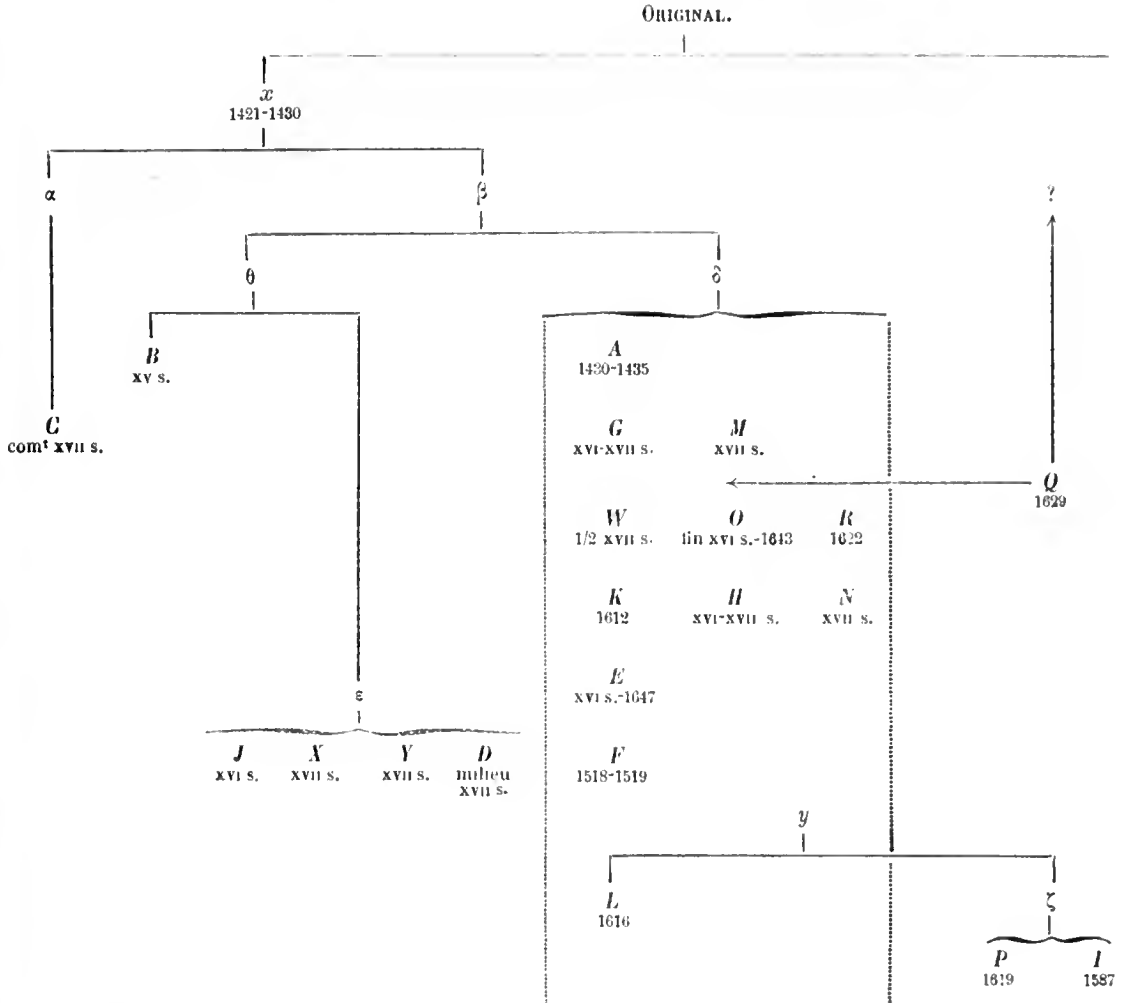 ORIGINAL.
x
1421-1430
α β ?
θ δ
B
XV S.
A
1430-1435
C
comt XVII S.
G M
XVI-XVII S. XVII S.
Q
1629
W O R
1/2 XVII S. fin XVI S.-1643 1622
K H N
1612 XVI-XVII S. XVII S.
E
XVI S.-1647
ε
J X Y D
XVI S. XVII S. XVII S. milieu
XVII S.
F
1518-1519
y
L
1616
ζ
P I
1619 1587